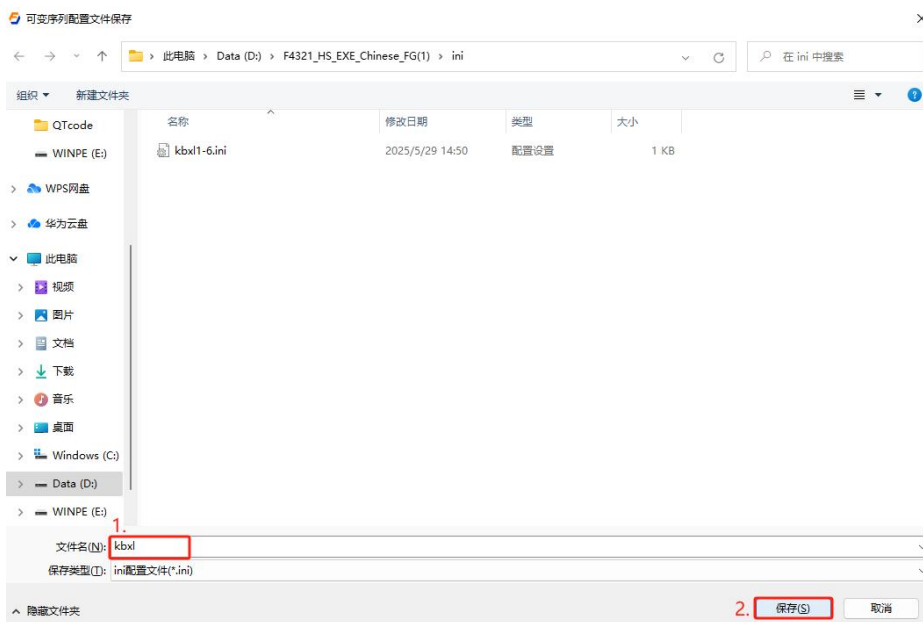 可变序列配置文件保存
此电脑 > Data (D:) > F4321_HS_EXE_Chinese_FG(1) > ini
在 ini 中搜索
组织 新建文件夹
名称 修改日期 类型 大小
QTcode
kbxl1-6.ini 2025/5/29 14:50 配置设置 1 KB
WINPE (E:)
WPS网盘
华为云盘
此电脑
视频
图片
文档
下载
音乐
桌面
Windows (C:)
Data (D:)
WINPE (E:)
1.
文件名(N): kbxl
保存类型(T): ini配置文件(*.ini)
隐藏文件夹
2. 保存(S) 取消